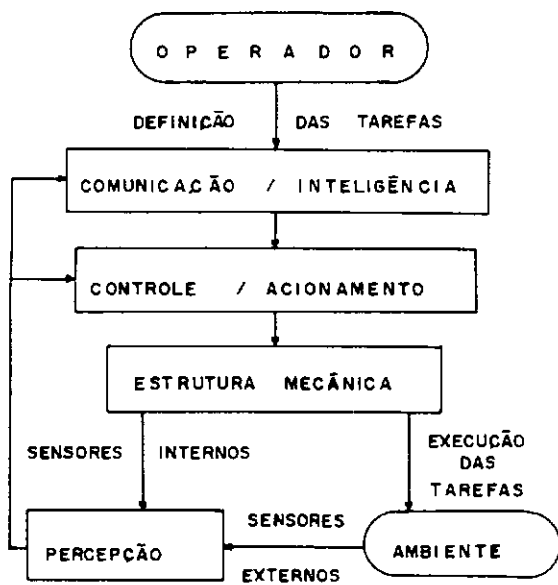 OPERADOR
DEFINIÇÃO DAS TAREFAS
COMUNICAÇÃO / INTELIGÊNCIA
CONTROLE / ACIONAMENTO
ESTRUTURA MECÂNICA
SENSORES INTERNOS
EXECUÇÃO
DAS
TAREFAS
SENSORES
EXTERNOS
PERCEPÇÃO
AMBIENTE